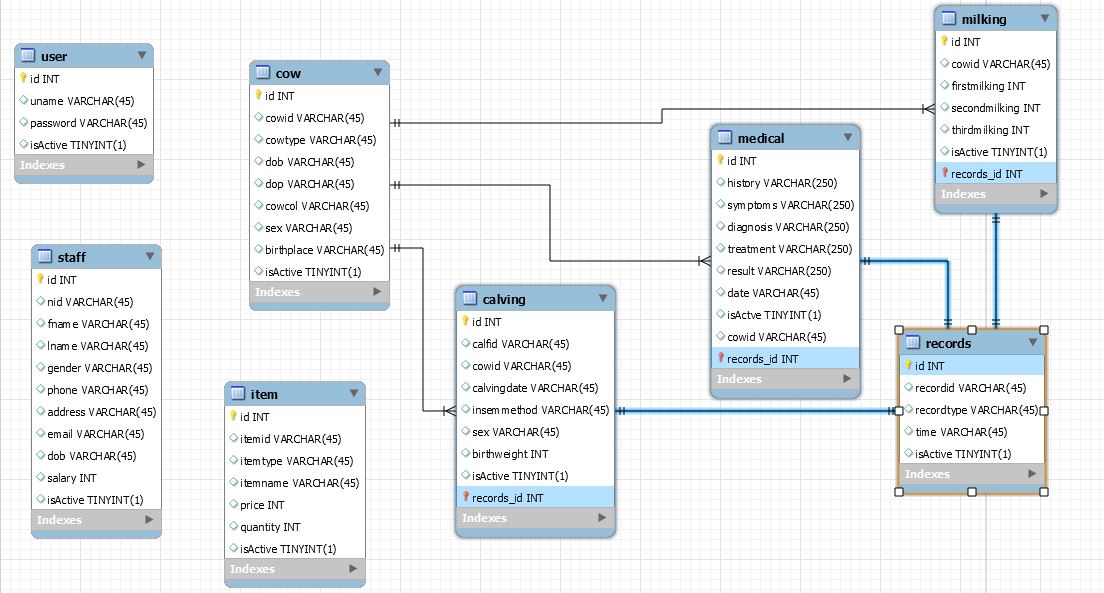 user
id INT
uname VARCHAR(45)
password VARCHAR(45)
isActive TINYINT(1)
Indexes
staff
id INT
nid VARCHAR(45)
fname VARCHAR(45)
lname VARCHAR(45)
gender VARCHAR(45)
phone VARCHAR(45)
address VARCHAR(45)
email VARCHAR(45)
dob VARCHAR(45)
salary INT
isActive TINYINT(1)
Indexes
cow
id INT
cowid VARCHAR(45)
cowtype VARCHAR(45)
dob VARCHAR(45)
dop VARCHAR(45)
cowcol VARCHAR(45)
sex VARCHAR(45)
birthplace VARCHAR(45)
isActive TINYINT(1)
Indexes
item
id INT
itemid VARCHAR(45)
itemtype VARCHAR(45)
itemname VARCHAR(45)
price INT
quantity INT
isActive TINYINT(1)
Indexes
calving
id INT
calfid VARCHAR(45)
cowid VARCHAR(45)
calvingdate VARCHAR(45)
insemmethod VARCHAR(45)
sex VARCHAR(45)
birthweight INT
isActive TINYINT(1)
records_id INT
Indexes
medical
id INT
history VARCHAR(250)
symptoms VARCHAR(250)
diagnosis VARCHAR(250)
treatment VARCHAR(250)
result VARCHAR(250)
date VARCHAR(45)
isActve TINYINT(1)
cowid VARCHAR(45)
records_id INT
Indexes
milking
id INT
cowid VARCHAR(45)
firstmilking INT
secondmilking INT
thirdmilking INT
isActive TINYINT(1)
records_id INT
Indexes
records
id INT
recordid VARCHAR(45)
recordtype VARCHAR(45)
time VARCHAR(45)
isActive TINYINT(1)
Indexes